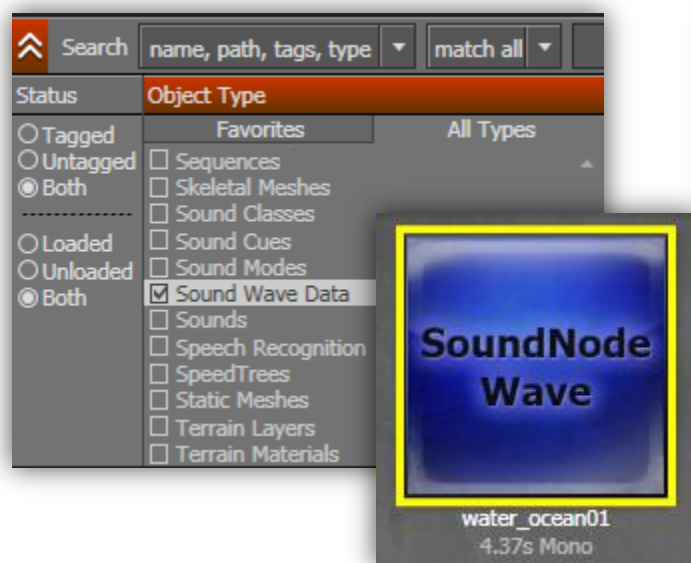 Search name, path, tags, type match all
Status Object Type
Favorites All Types
Tagged
Untagged
Both
--------------
Loaded
Unloaded
Both
Sequences
Skeletal Meshes
Sound Classes
Sound Cues
Sound Modes
Sound Wave Data
Sounds
Speech Recognition
SpeedTrees
Static Meshes
Terrain Layers
Terrain Materials
SoundNode
Wave
water_ocean01
4.37s Mono